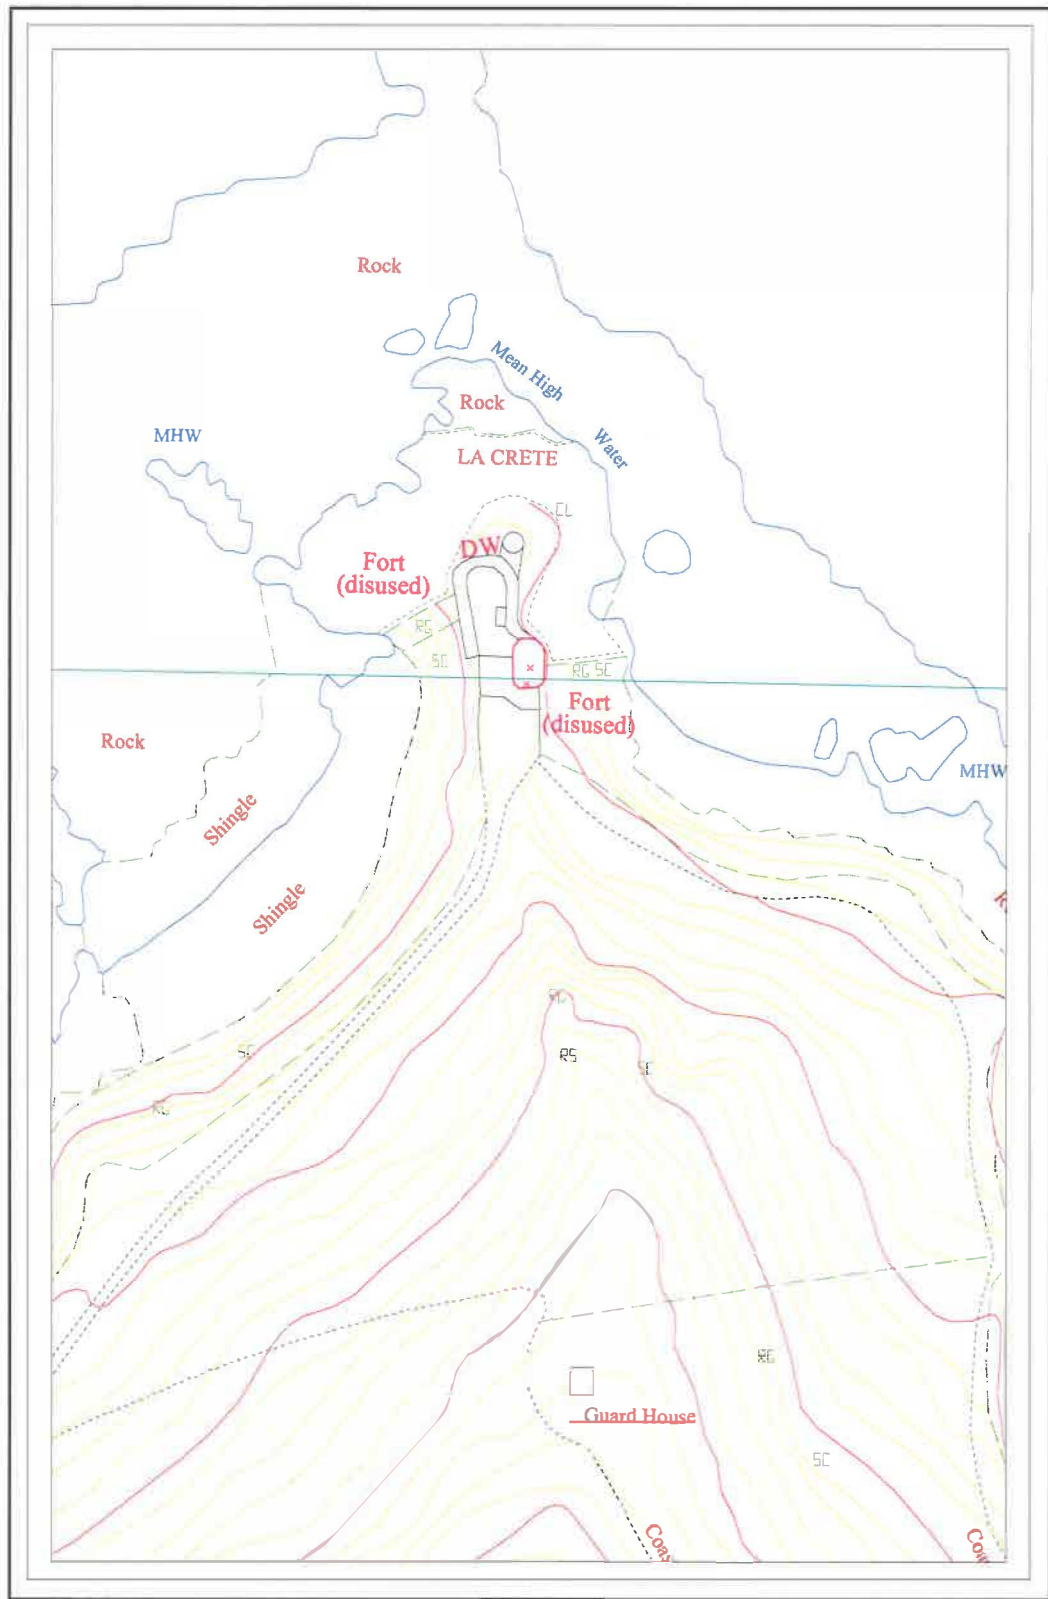 Rock
Mean High
Water
Rock
MHW
LA CRETE
CL
DW
Fort
(disused)
RG
SC
RG SC
Fort
(disused)
Rock
MHW
Shingle
Shingle
RS
SC
SC
RG
RG
SC
Guard House